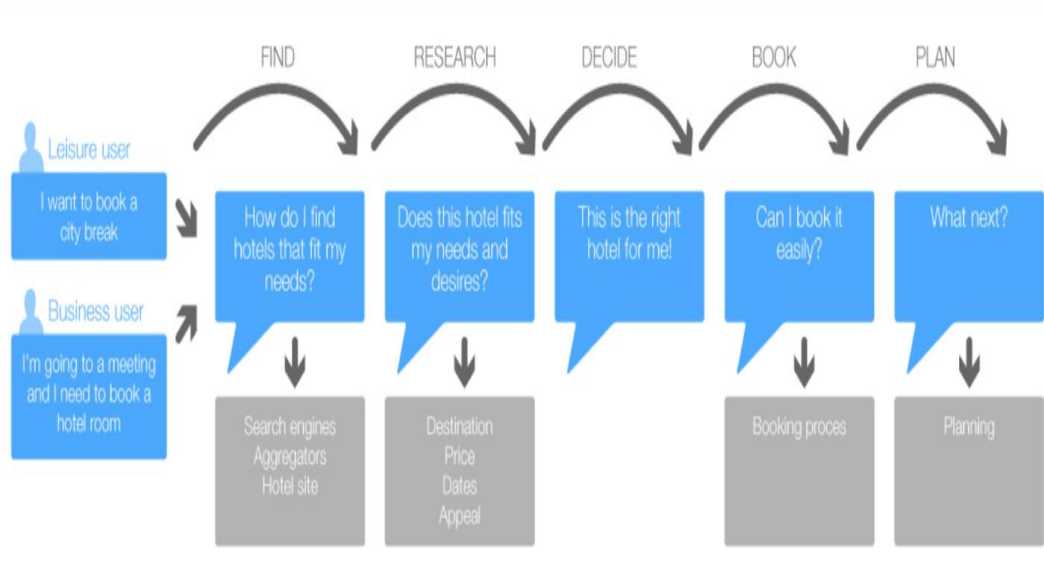 FIND
RESEARCH
DECIDE
BOOK
PLAN
Leisure user
I want to book a
city break
Business user
I'm going to a meeting
and I need to book a
hotel room
How do I find
hotels that fit my
needs?
Does this hotel fits
my needs and
desires?
This is the right
hotel for me!
Can I book it
easily?
What next?
Search engines
Aggregators
Hotel site
Destination
Price
Dates
Appeal
Booking proces
Planning